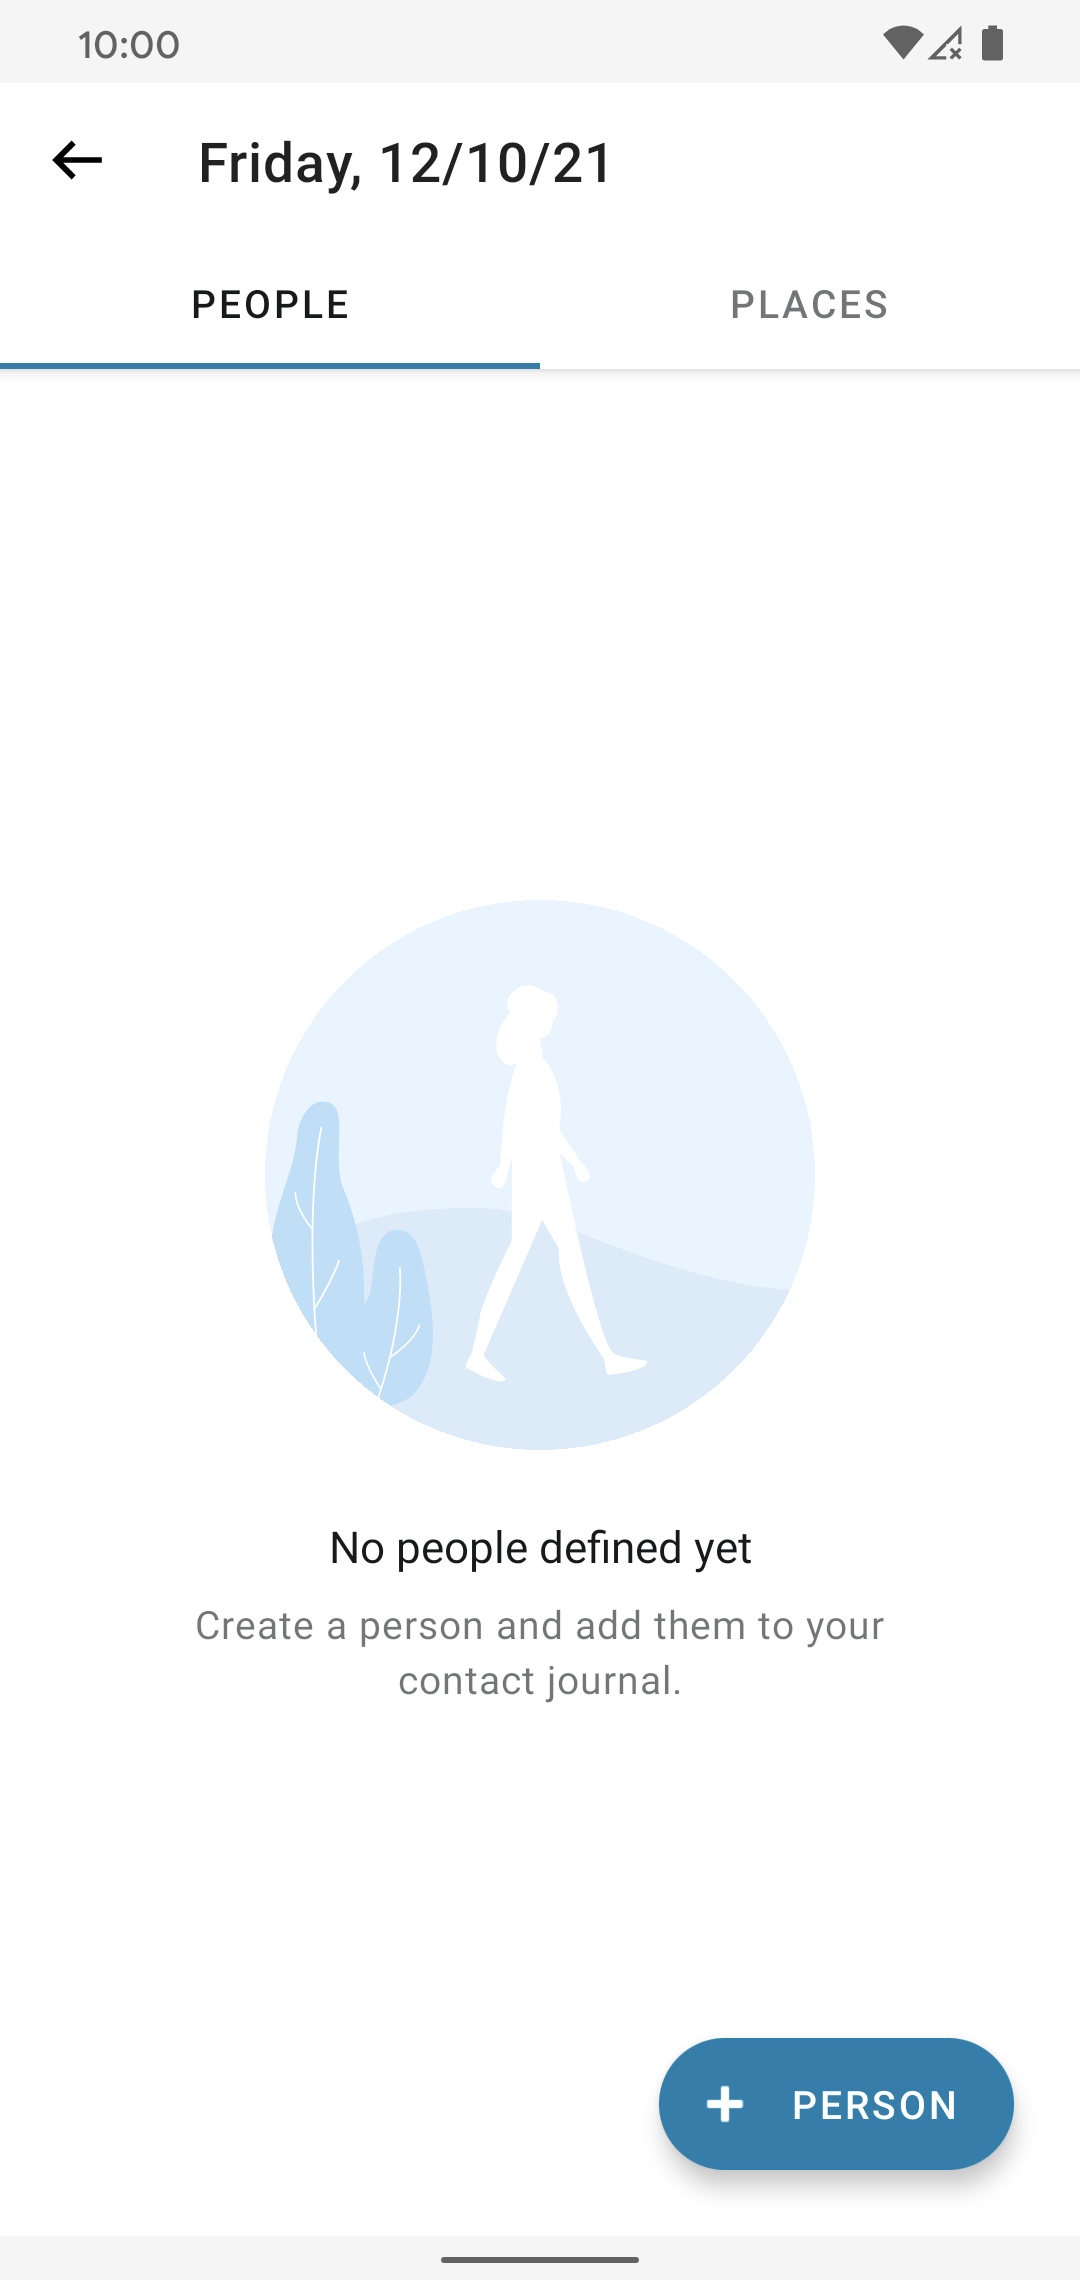 10:00
Friday, 12/10/21
PEOPLE
PLACES
No people defined yet
Create a person and add them to your
contact journal.
PERSON